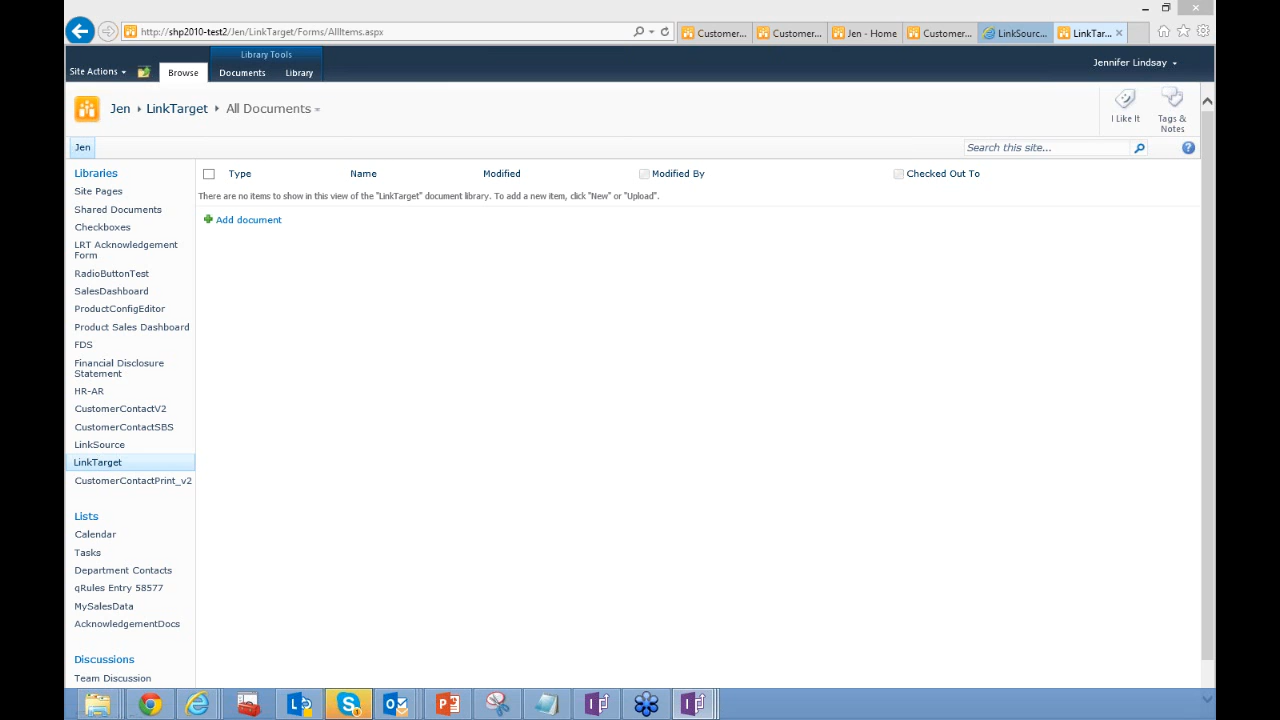 http://shp2010-test2/Jen/LinkTarget/Forms/AllItems.aspx
Customer...
Customer...
Jen - Home
Customer...
LinkSourc...
LinkTar...
Library Tools
Site Actions
Browse
Documents
Library
Jennifer Lindsay
Jen
LinkTarget
All Documents
I Like It
Tags &
Notes
Jen
Search this site...
Libraries
Site Pages
Shared Documents
Checkboxes
LRT Acknowledgement
Form
RadioButtonTest
SalesDashboard
ProductConfigEditor
Product Sales Dashboard
FDS
Financial Disclosure
Statement
HR-AR
CustomerContactV2
CustomerContactSBS
LinkSource
LinkTarget
CustomerContactPrint_v2
Lists
Calendar
Tasks
Department Contacts
qRules Entry 58577
MySalesData
AcknowledgementDocs
Discussions
Team Discussion
Type Name Modified Modified By Checked Out To
There are no items to show in this view of the "LinkTarget" document library. To add a new item, click "New" or "Upload".
Add document